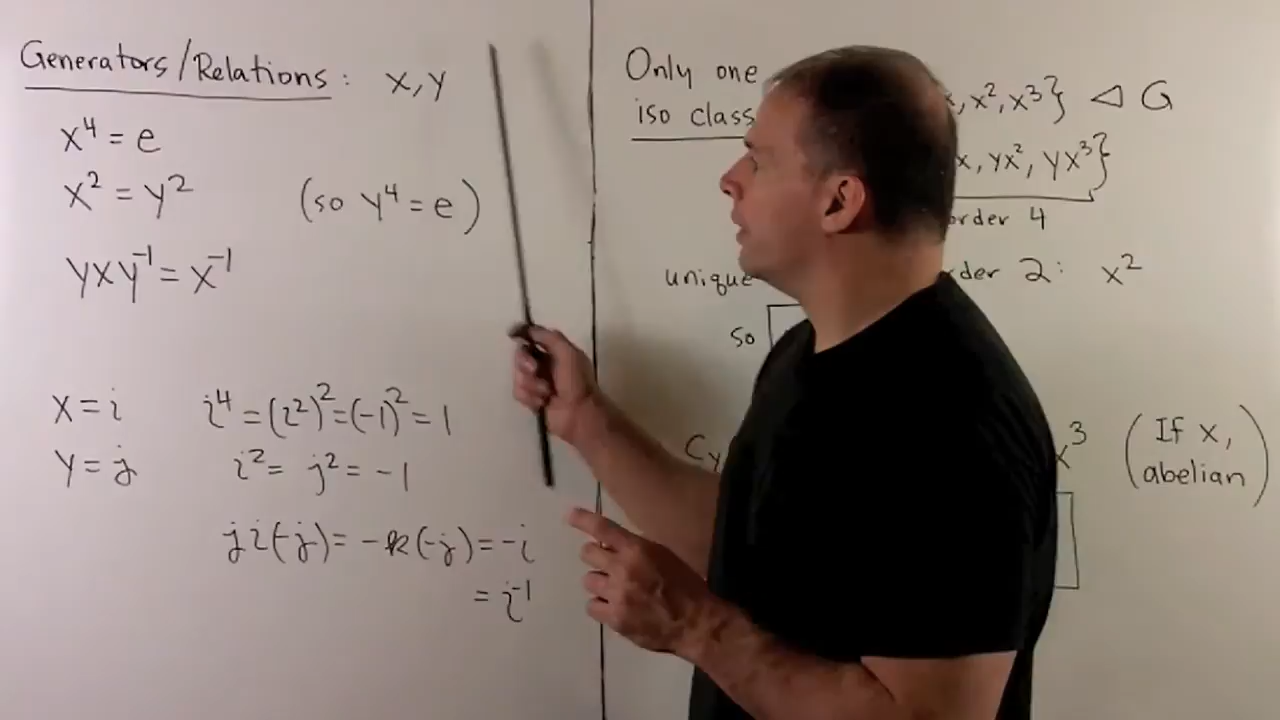 Generators/Relations: x, y
x⁴ = e
x² = y² (so y⁴ = e)
yxy⁻¹ = x⁻¹
x = i i⁴ = (i²)² = (-1)² = 1
y = j i² = j² = -1
ji(-j) = -k(-j) = -i
= i⁻¹
Only one
iso class
x, x², x³} ◁ G
x, yx², yx³}
order 4
unique
2: x²
so
x³ (If x,
abelian)